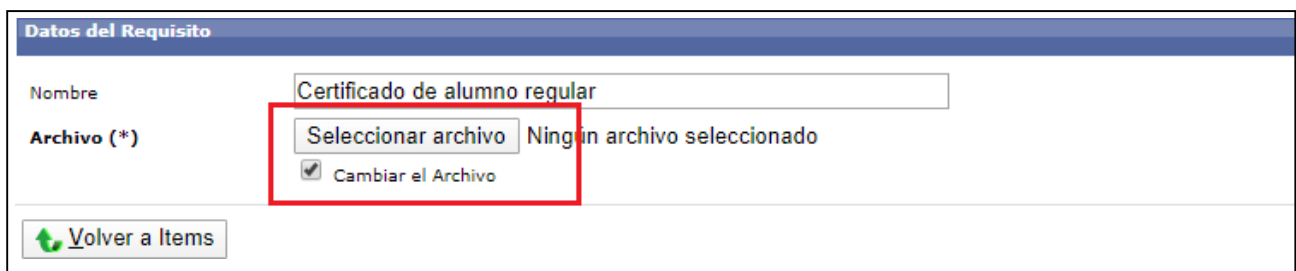 Datos del Requisito
Nombre Certificado de alumno regular
Archivo (*) Seleccionar archivo Ningún archivo seleccionado
Cambiar el Archivo
Volver a Items